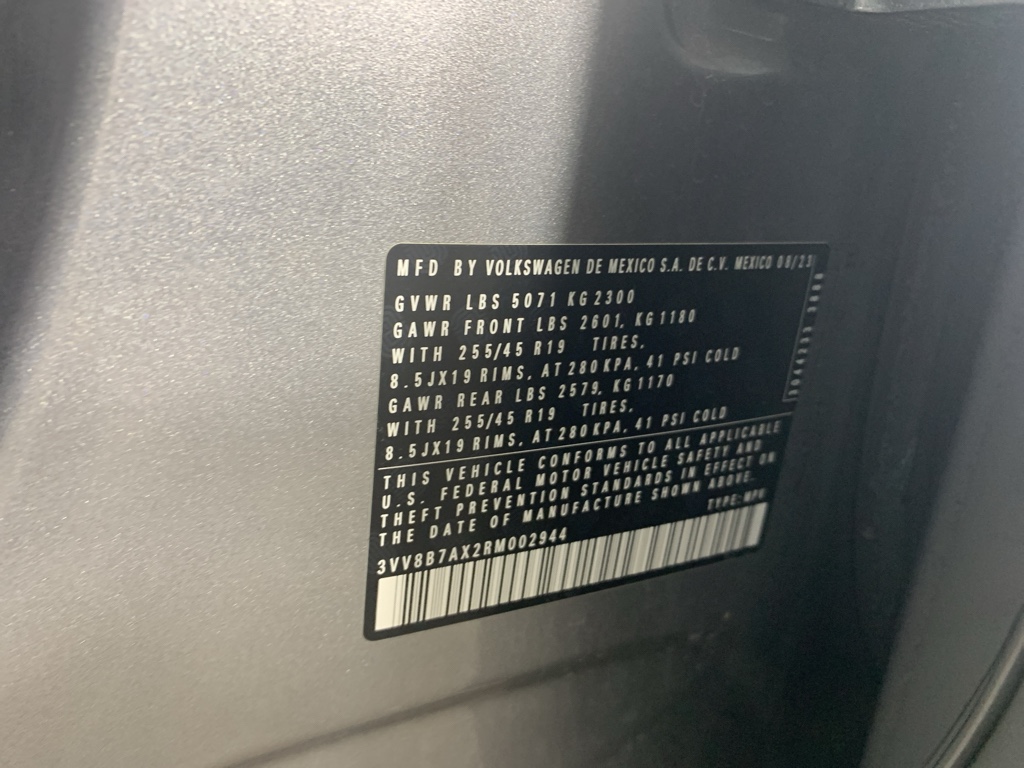 MFD BY VOLKSWAGEN DE MEXICO S.A. DE C.V. MEXICO 08/23
GVWR LBS 5071 KG 2300
GAWR FRONT LBS 2601, KG 1180
WITH 255/45 R19 TIRES,
8.5JX19 RIMS, AT 280 KPA, 41 PSI COLD
GAWR REAR LBS 2579, KG 1170
WITH 255/45 R19 TIRES,
8.5JX19 RIMS, AT 280 KPA, 41 PSI COLD
THIS VEHICLE CONFORMS TO ALL APPLICABLE
U.S. FEDERAL MOTOR VEHICLE SAFETY AND
THEFT PREVENTION STANDARDS IN EFFECT ON
THE DATE OF MANUFACTURE SHOWN ABOVE.
TYPE: MPV
3VV8B7AX2RM002944